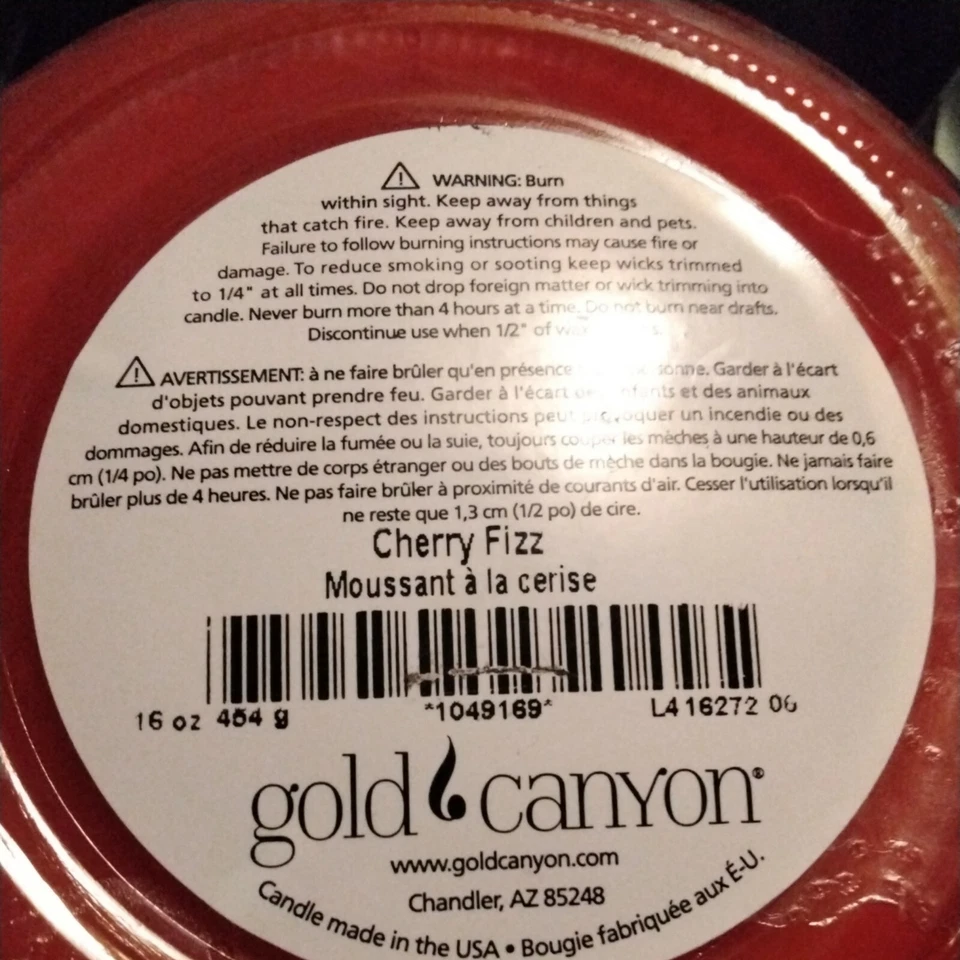 WARNING: Burn
within sight. Keep away from things
that catch fire. Keep away from children and pets.
Failure to follow burning instructions may cause fire or
damage. To reduce smoking or sooting keep wicks trimmed
to 1/4" at all times. Do not drop foreign matter or wick trimming into
candle. Never burn more than 4 hours at a time. Do not burn near drafts.
Discontinue use when 1/2" of
AVERTISSEMENT: à ne faire brûler qu'en présence Garder à l'écart
d'objets pouvant prendre feu. Garder à l'écart des enfants et des animaux
domestiques. Le non-respect des instructions peut provoquer un incendie ou des
dommages. Afin de réduire la fumée ou la suie, toujours couper les mèches à une hauteur de 0,6
cm (1/4 po). Ne pas mettre de corps étranger ou des bouts de mèche dans la bougie. Ne jamais faire
brûler plus de 4 heures. Ne pas faire brûler à proximité de courants d'air. Cesser l'utilisation lorsqu'il
ne reste que 1,3 cm (1/2 po) de cire.
Cherry Fizz
Moussant à la cerise
16 oz 454 g *1049169* L4 16272 06
gold canyon®
www.goldcanyon.com
Chandler, AZ 85248
Candle made in the USA • Bougie fabriquée aux É-U.